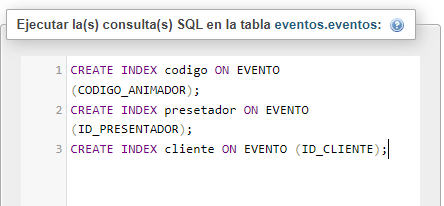 Ejecutar la(s) consulta(s) SQL en la tabla eventos.eventos:
1 CREATE INDEX codigo ON EVENTO
(CODIGO_ANIMADOR);
2 CREATE INDEX presetador ON EVENTO
(ID_PRESENTADOR);
3 CREATE INDEX cliente ON EVENTO (ID_CLIENTE);